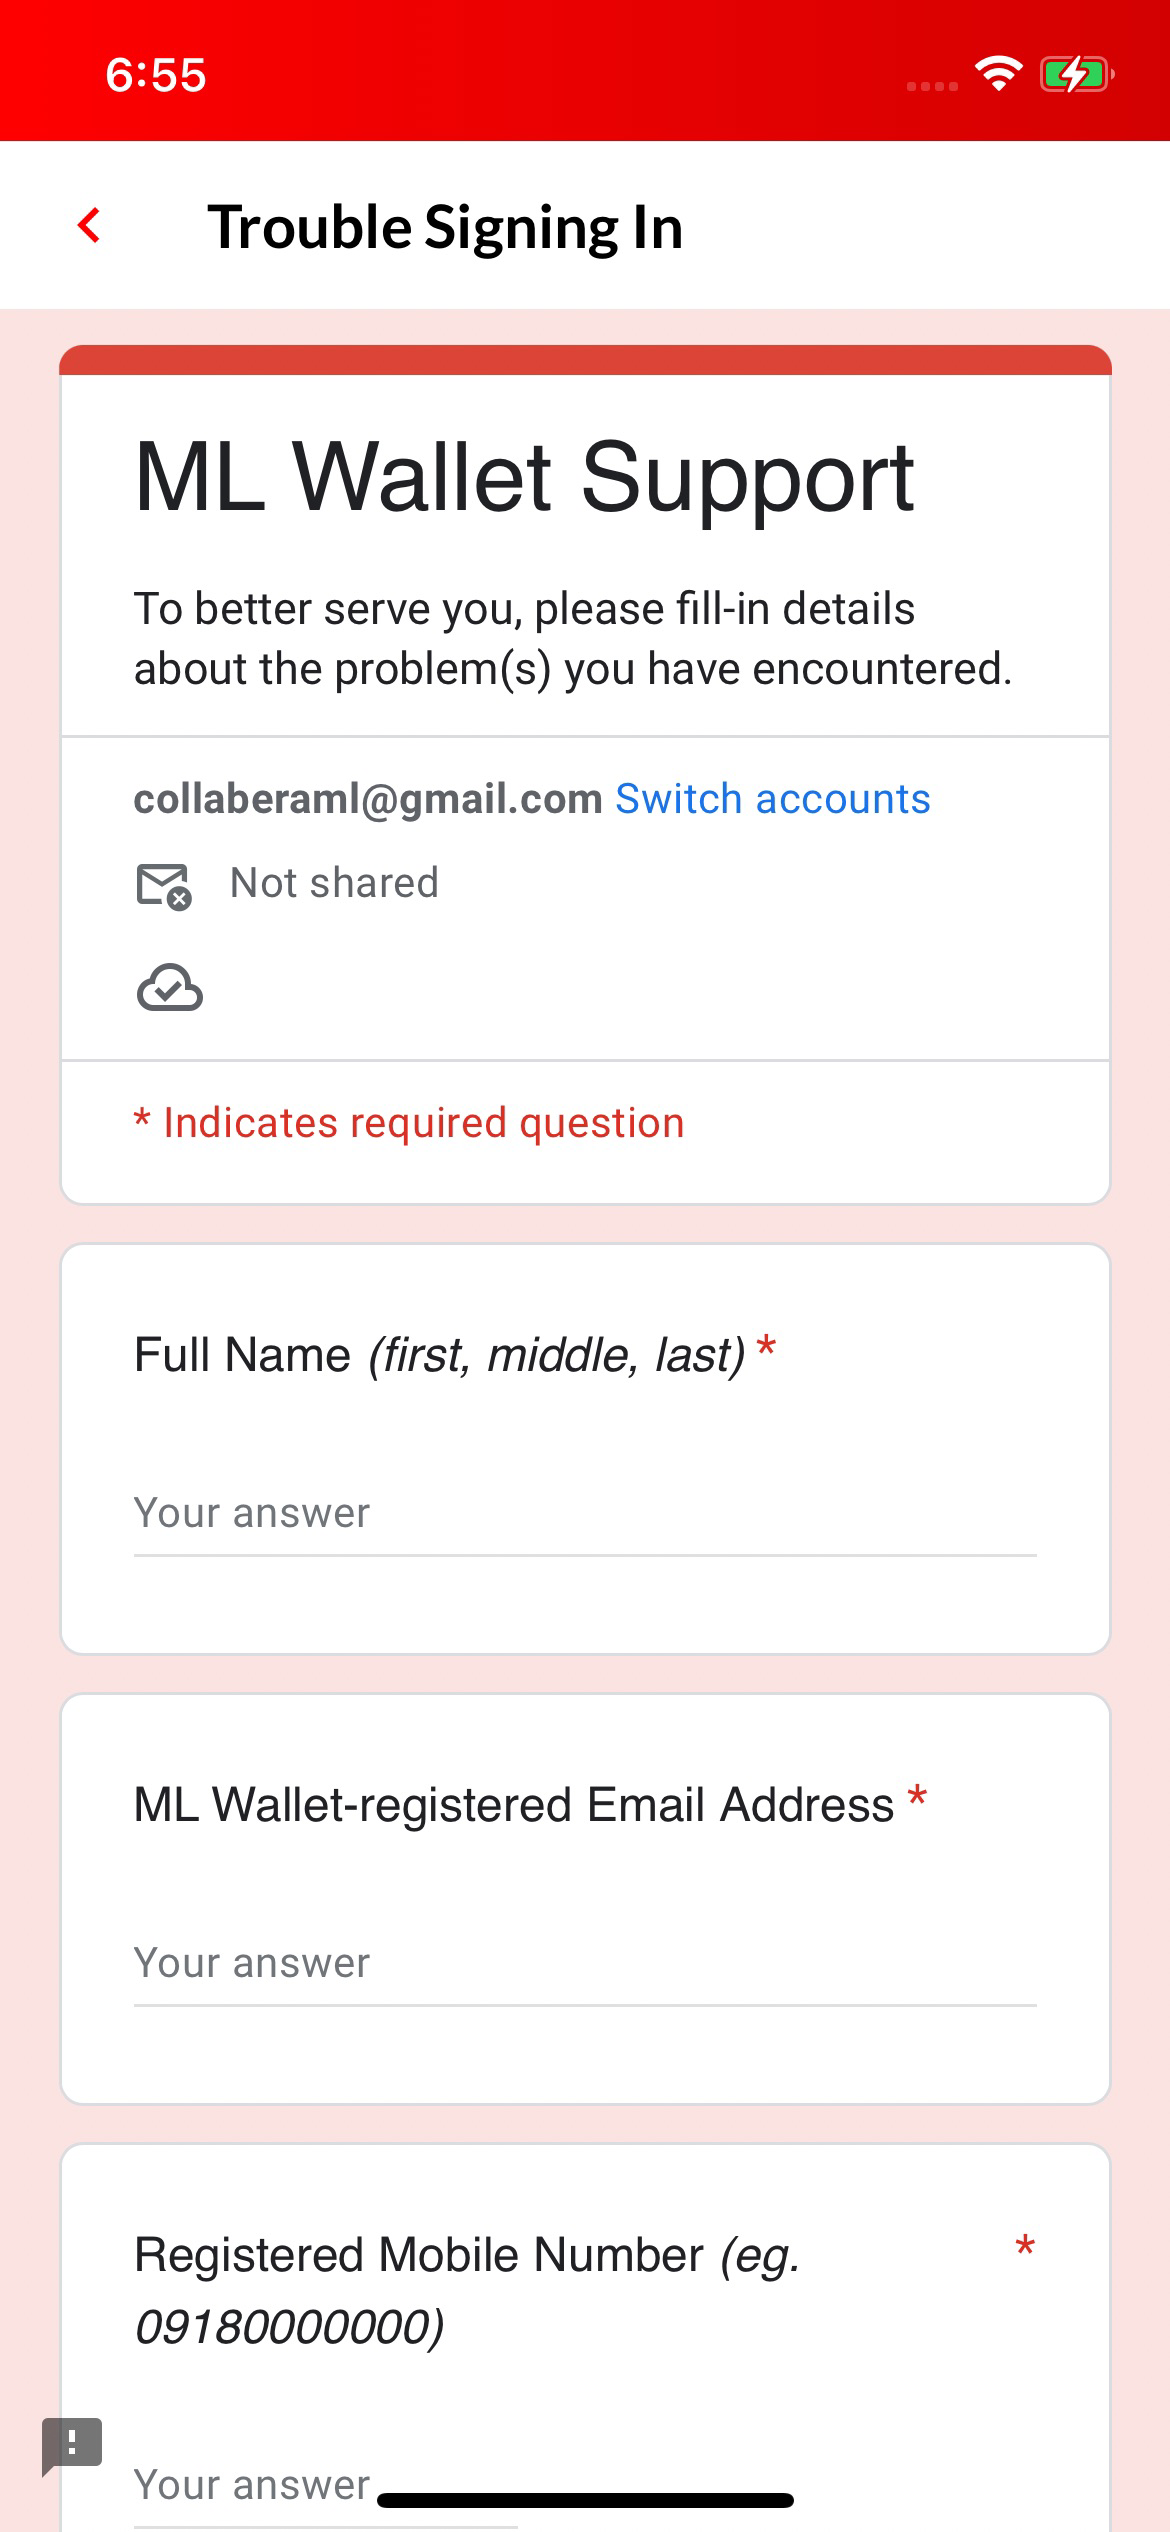 6:55
Trouble Signing In
ML Wallet Support
To better serve you, please fill-in details
about the problem(s) you have encountered.
collaberaml@gmail.com Switch accounts
Not shared
* Indicates required question
Full Name (first, middle, last) *
Your answer
ML Wallet-registered Email Address *
Your answer
Registered Mobile Number (eg. *
09180000000)
Your answer